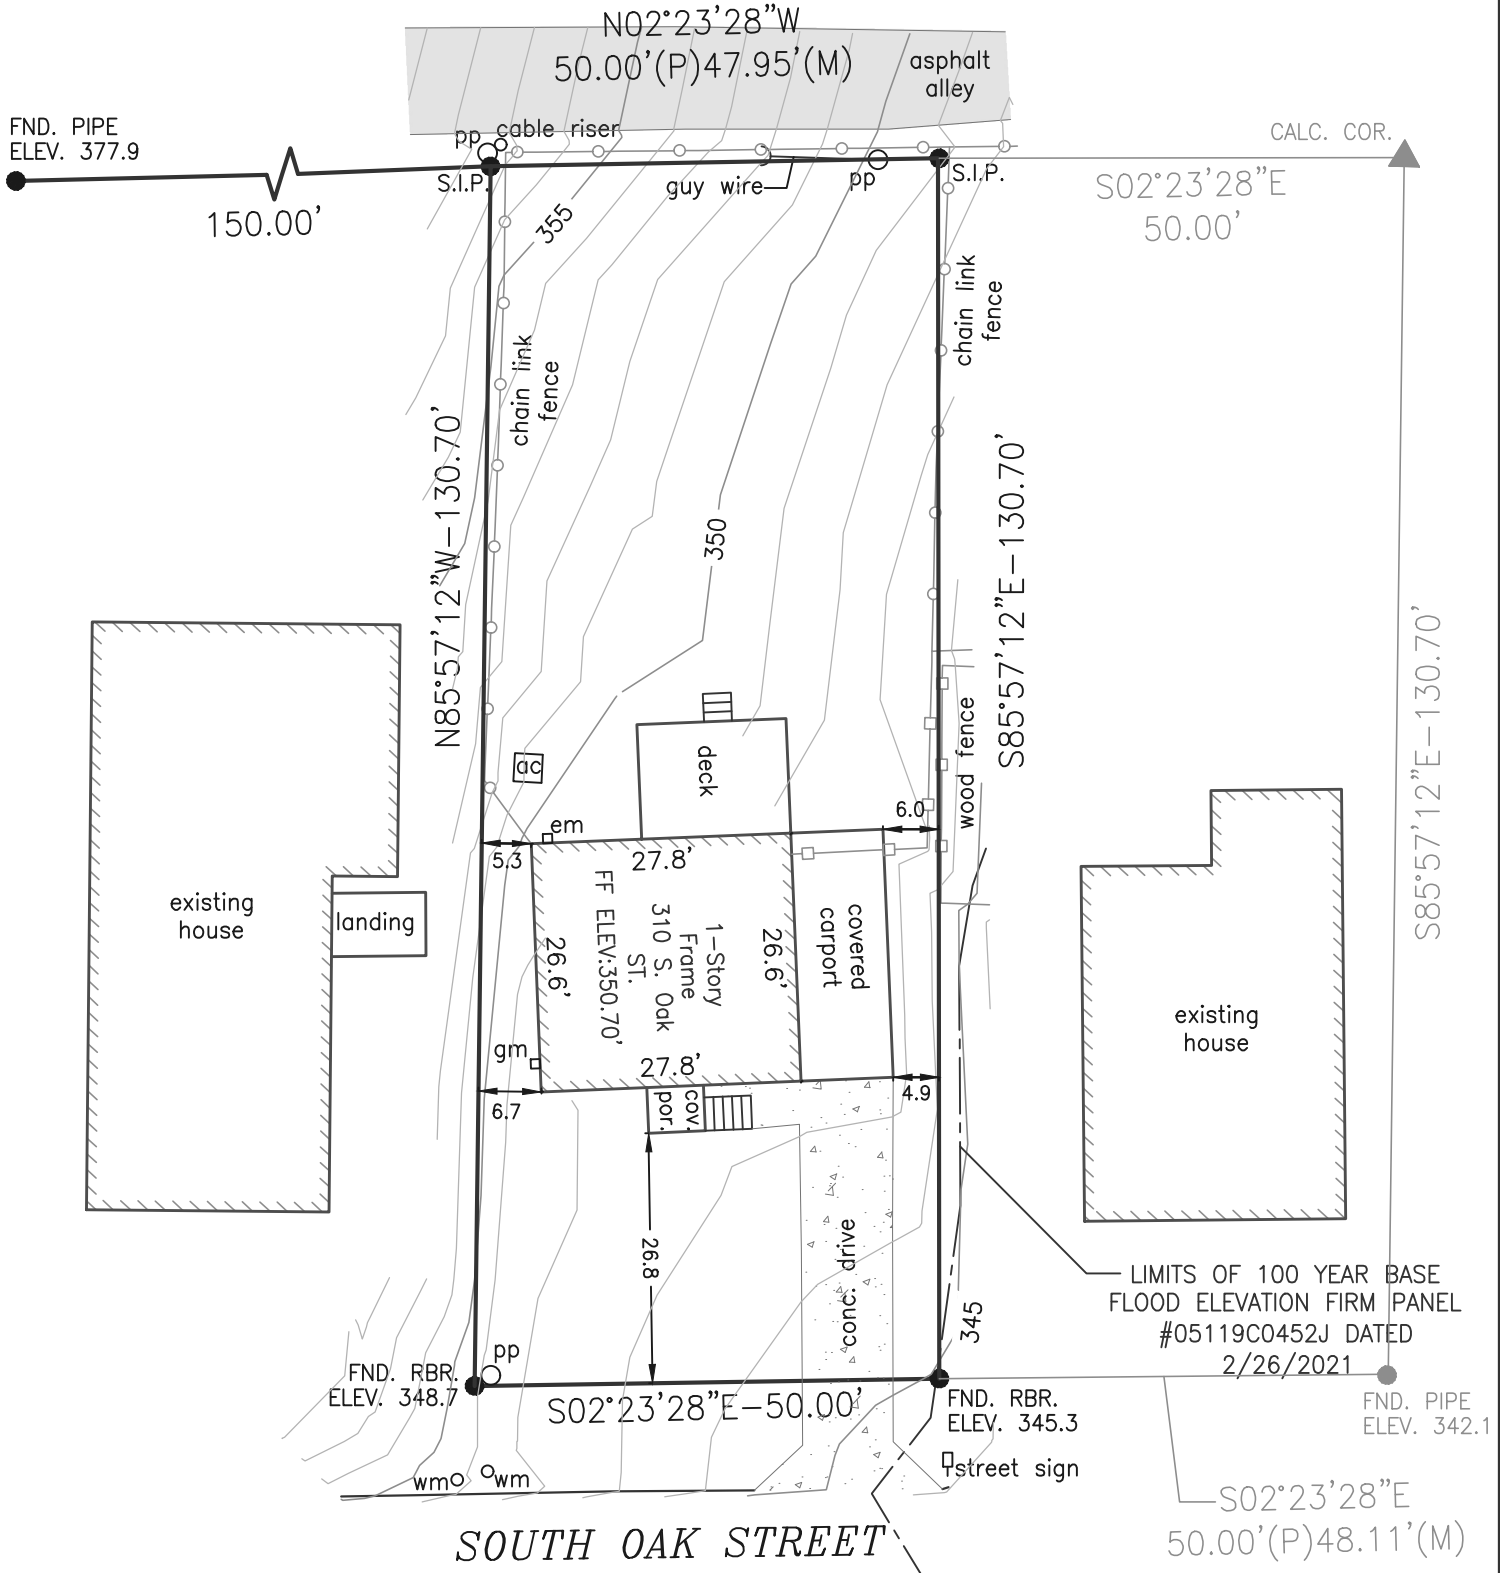 N02°23'28"W
50.00'(P)47.95'(M)
asphalt
alley
FND. PIPE
ELEV. 377.9
pp
cable riser
CALC. COR.
S.I.P.
guy wire
pp
S.I.P.
S02°23'28"E
50.00'
150.00'
355
chain link
fence
chain link
fence
N85°57'12"W-130.70'
350
S85°57'12"E-130.70'
S85°57'12"E-130.70'
deck
ac
wood fence
em
6.0
5.3
27.8'
existing
house
landing
26.6'
1-Story
Frame
310 S. Oak
ST.
FF ELEV:350.70'
26.6'
covered
carport
existing
house
gm
27.8'
6.7
cov.
por.
4.9
26.8
conc. drive
LIMITS OF 100 YEAR BASE
FLOOD ELEVATION FIRM PANEL
#05119C0452J DATED
2/26/2021
345
pp
FND. RBR.
ELEV. 348.7
S02°23'28"E-50.00'
FND. RBR.
ELEV. 345.3
FND. PIPE
ELEV. 342.1
street sign
wm
wm
S02°23'28"E
50.00'(P)48.11'(M)
SOUTH OAK STREET